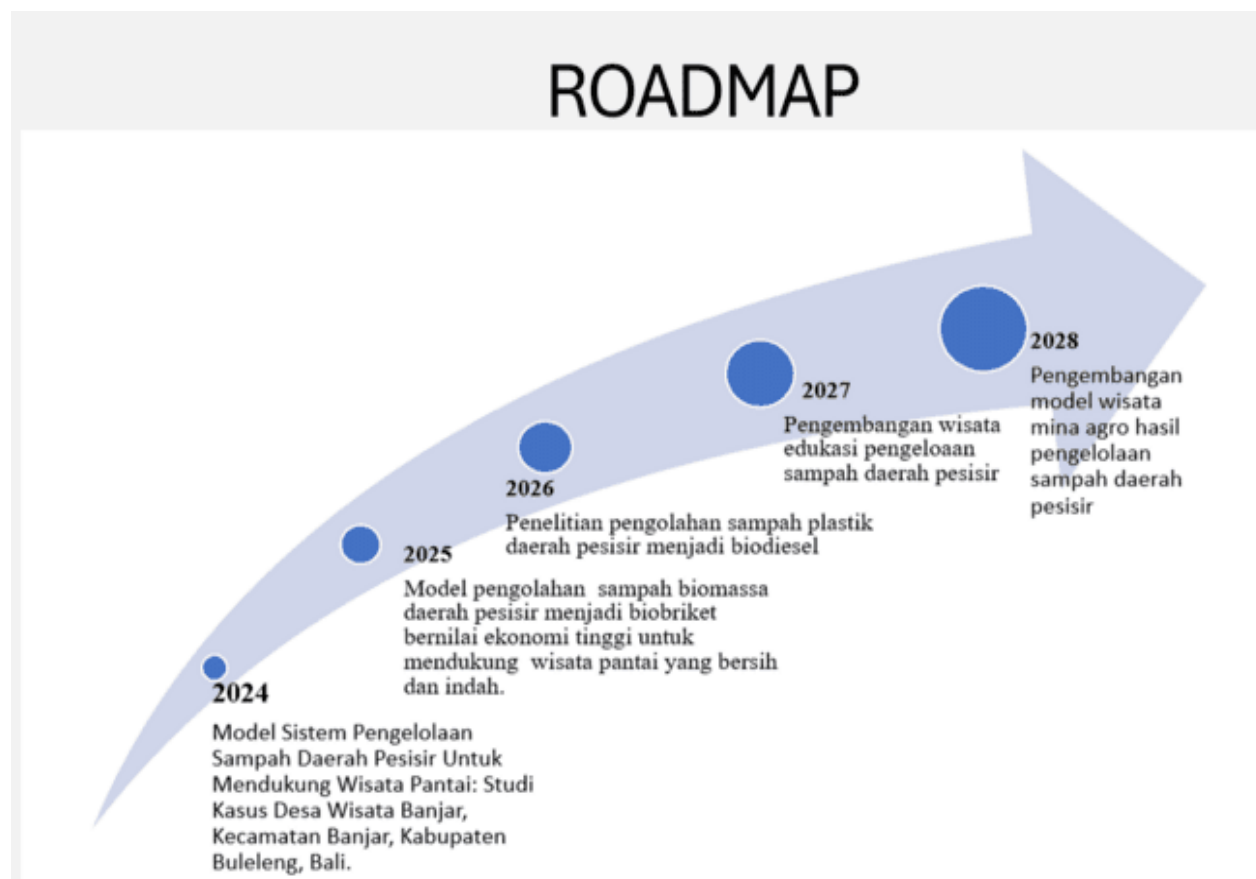 ROADMAP
2024
Model Sistem Pengelolaan
Sampah Daerah Pesisir Untuk
Mendukung Wisata Pantai: Studi
Kasus Desa Wisata Banjar,
Kecamatan Banjar, Kabupaten
Buleleng, Bali.
2025
Model pengolahan sampah biomassa
daerah pesisir menjadi biobriket
bernilai ekonomi tinggi untuk
mendukung wisata pantai yang bersih
dan indah.
2026
Penelitian pengolahan sampah plastik
daerah pesisir menjadi biodiesel
2027
Pengembangan wisata
edukasi pengeloaan
sampah daerah pesisir
2028
Pengembangan
model wisata
mina agro hasil
pengelolaan
sampah daerah
pesisir